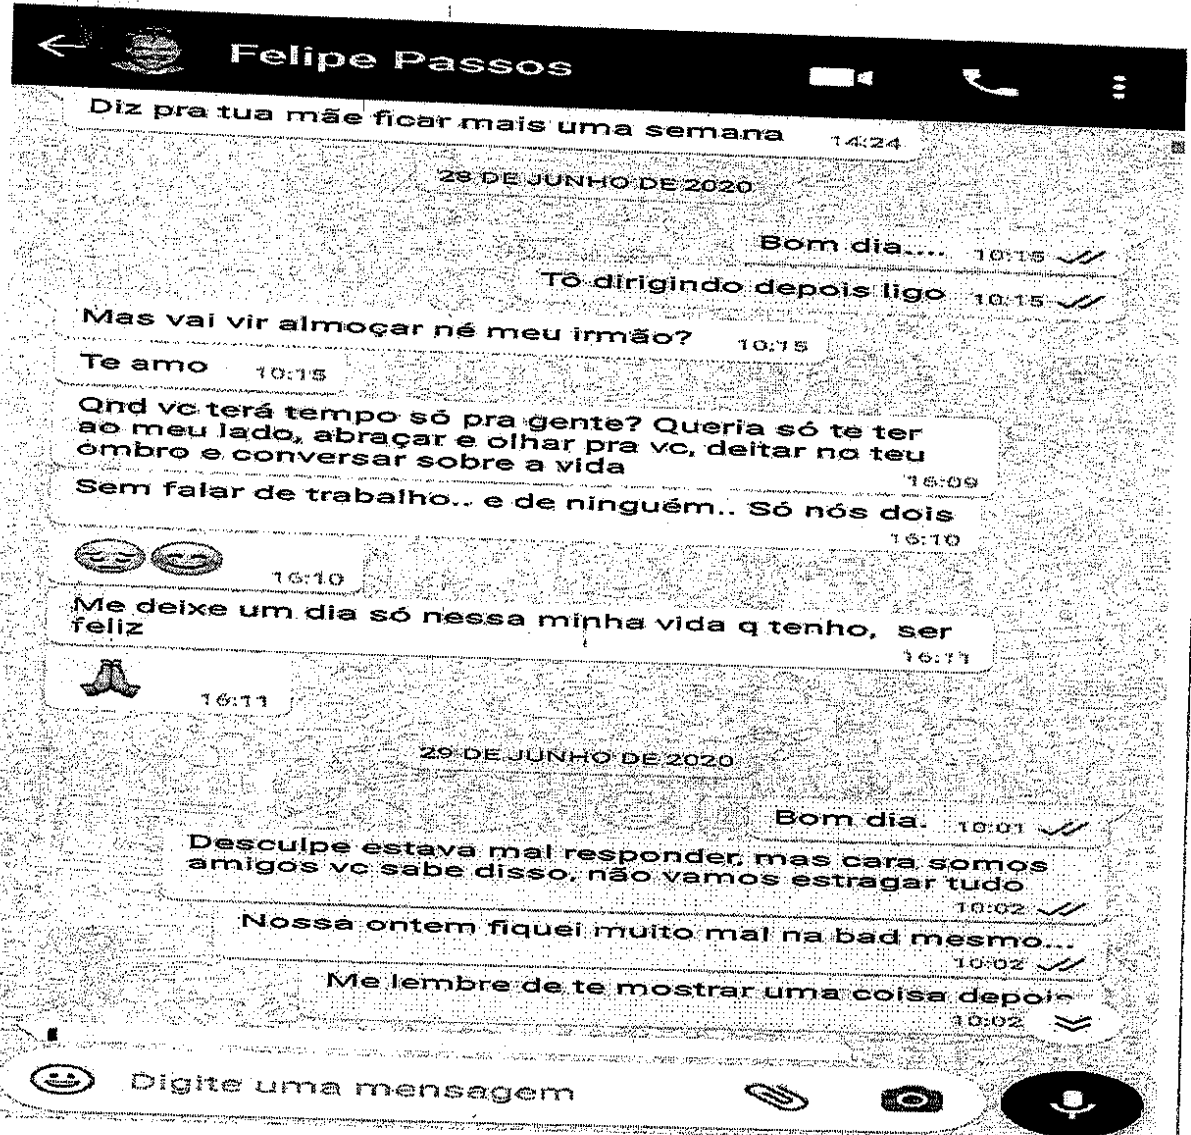 Felipe Passos
Diz pra tua mãe ficar mais uma semana 14:24
28 DE JUNHO DE 2020
Bom dia.... 10:15
Tô dirigindo depois ligo 10:15
Mas vai vir almoçar né meu irmão? 10:15
Te amo 10:15
Qnd vc terá tempo só pra gente? Queria só te ter
ao meu lado, abraçar e olhar pra vc, deitar no teu
ombro e conversar sobre a vida
16:09
Sem falar de trabalho.. e de ninguém.. Só nós dois
16:10
16:10
Me deixe um dia só nessa minha vida q tenho, ser
feliz
16:11
16:11
29 DE JUNHO DE 2020
Bom dia. 10:01
Desculpe estava mal responder, mas cara somos
amigos vc sabe disso, não vamos estragar tudo
10:02
Nossa ontem fiquei muito mal na bad mesmo...
10:02
Me lembre de te mostrar uma coisa depois
10:02
Digite uma mensagem